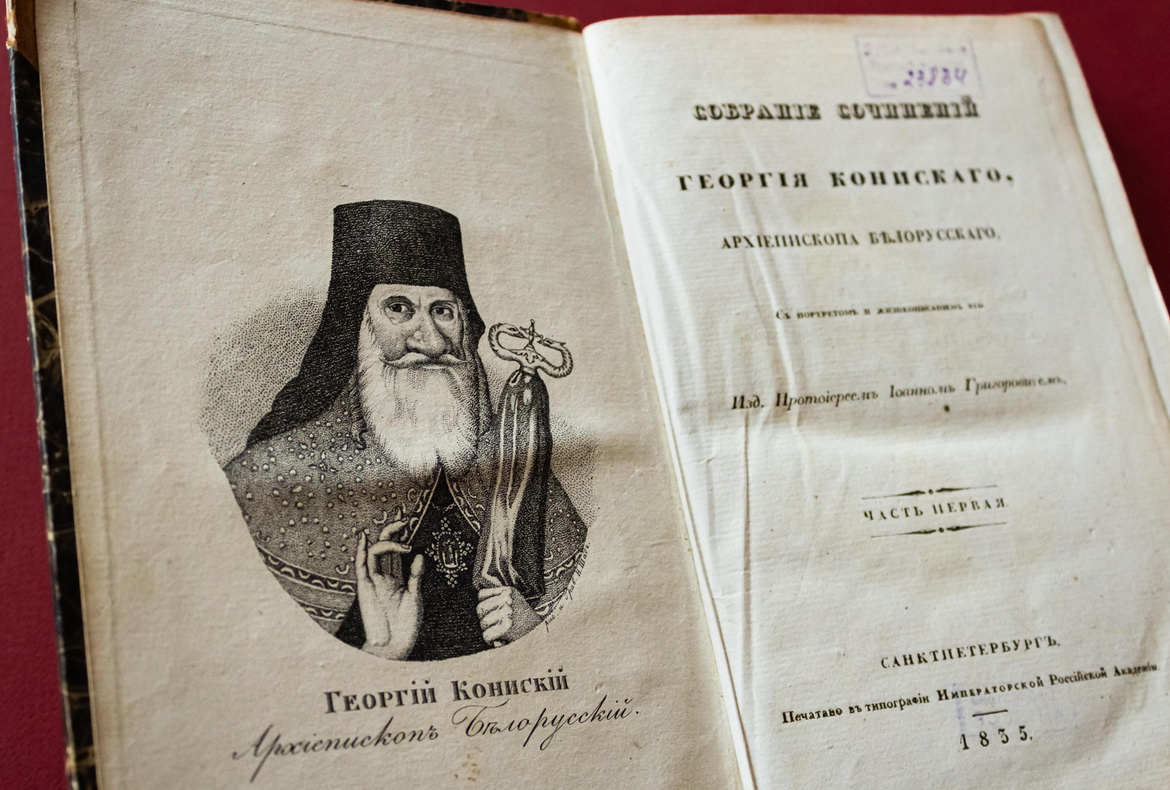 ГЕОРГІЙ КОНИСКІЙ
Архіепископъ Бѣлорусскій.
27834
СОБРАНІЕ СОЧИНЕНІЙ
ГЕОРГІЯ КОНИСКАГО,
АРХІЕПИСКОПА БѢЛОРУССКАГО,
Съ портретомъ и жизнеописаніемъ его
Изд. Протоіереемъ Іоанномъ Григоровичемъ.
ЧАСТЬ ПЕРВАЯ
САНКТПЕТЕРБУРГЪ,
Печатано въ типографіи ИМПЕРАТОРСКОЙ Россійской Академіи
1835.